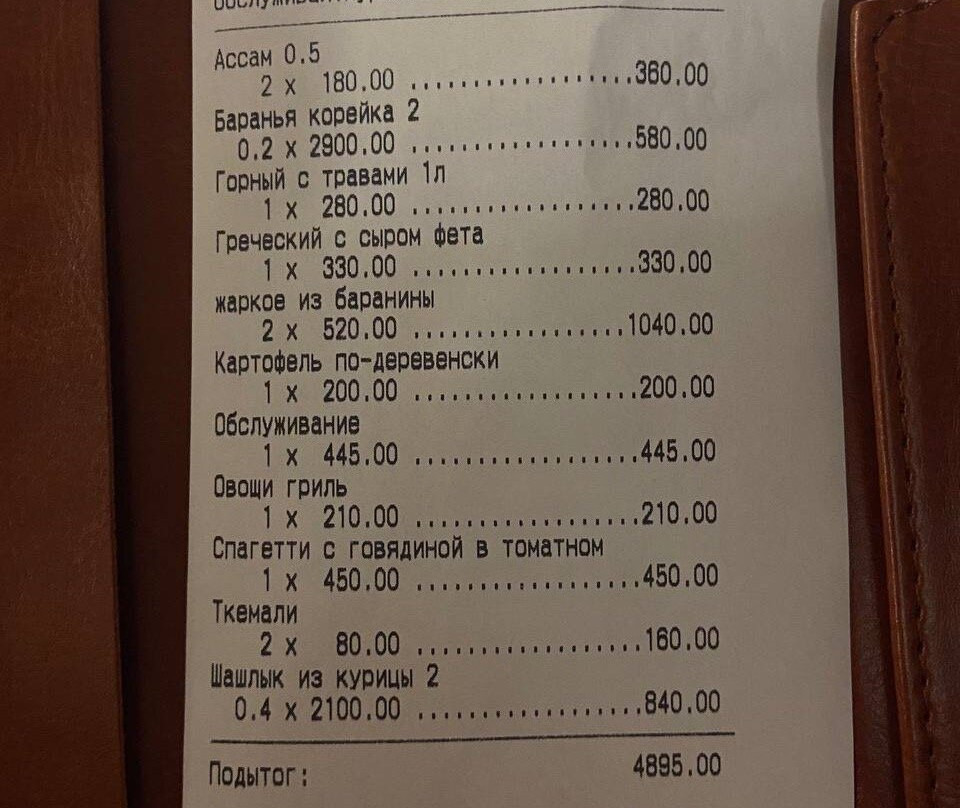 Ассам 0.5
2 x 180.00 ..................360.00
Баранья корейка 2
0.2 x 2900.00 ..................580.00
Горный с травами 1л
1 x 280.00 ..................280.00
Греческий с сыром фета
1 x 330.00 ..................330.00
жаркое из баранины
2 x 520.00 .................1040.00
Картофель по-деревенски
1 x 200.00 ..................200.00
Обслуживание
1 x 445.00 ..................445.00
Овощи гриль
1 x 210.00 ..................210.00
Спагетти с говядиной в томатном
1 x 450.00 ..................450.00
Ткемали
2 x 80.00 ..................160.00
Шашлык из курицы 2
0.4 x 2100.00 ..................840.00
Подытог: 4895.00